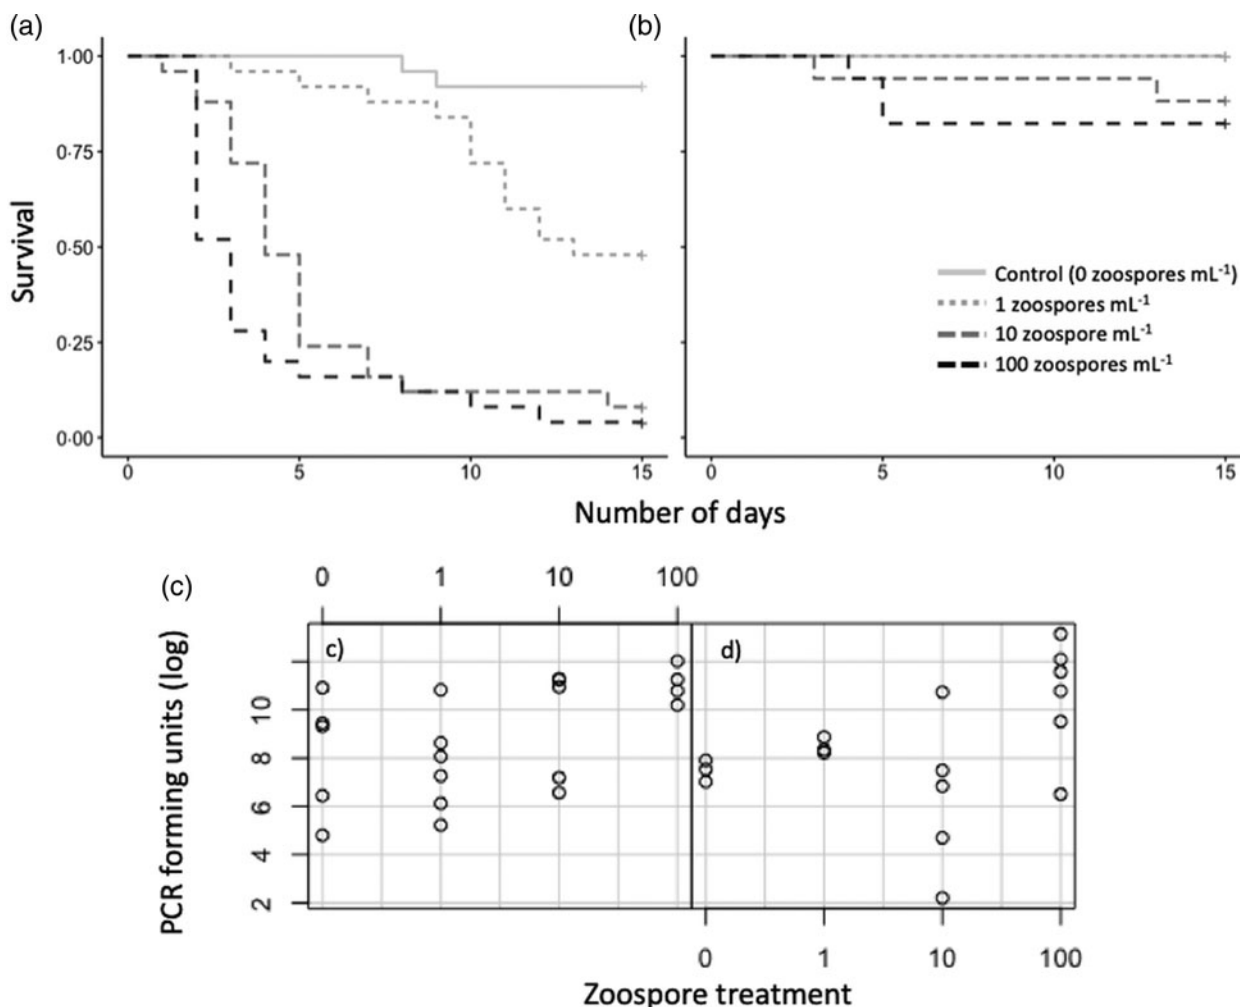 (a)
(b)
1·00
0·75
0·50
0·25
0·00
Survival
Control (0 zoospores mL⁻¹)
1 zoospores mL⁻¹
10 zoospore mL⁻¹
100 zoospores mL⁻¹
0 5 10 15
0 5 10 15
Number of days
(c)
0 1 10 100
c)
d)
10
8
6
4
2
PCR forming units (log)
0 1 10 100
Zoospore treatment